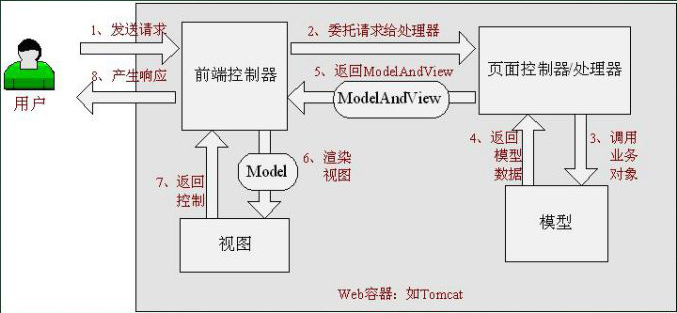 1、发送请求
2、委托请求给处理器
8、产生响应
前端控制器
5、返回ModelAndView
ModelAndView
页面控制器/处理器
用户
4、返回
模型
数据
3、调用
业务
对象
6、渲染
视图
Model
7、返回
控制
视图
模型
Web容器：如Tomcat